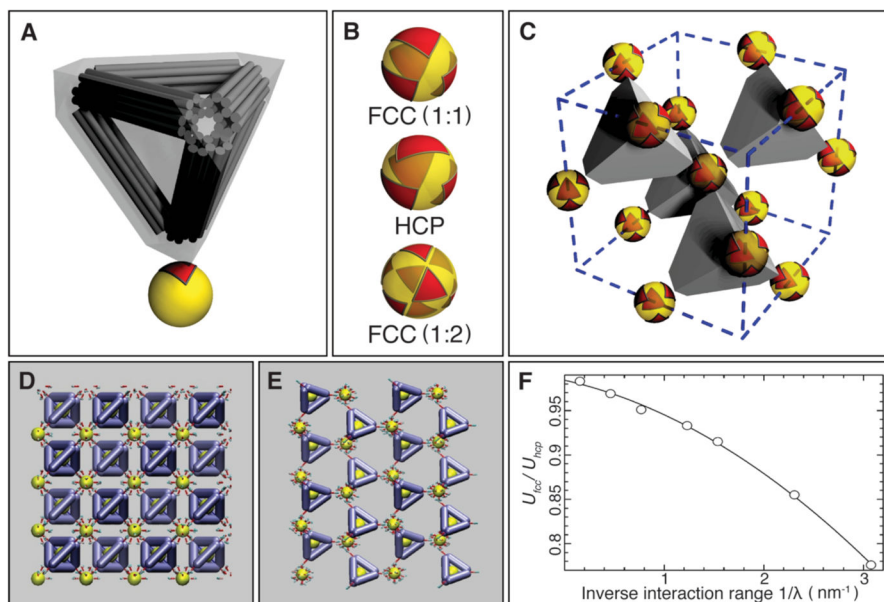 A
B
FCC (1:1)
HCP
FCC (1:2)
C
D
E
F
0.95
0.9
0.85
0.8
U_fcc / U_hcp
1
2
3
Inverse interaction range 1/λ (nm⁻¹)